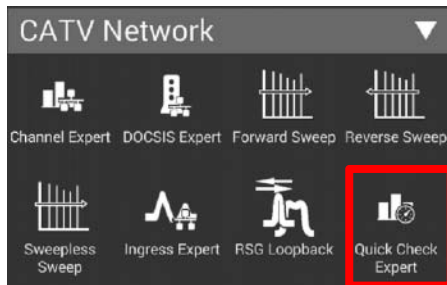 CATV Network
Channel Expert DOCSIS Expert Forward Sweep Reverse Sweep
Sweepless Ingress Expert RSG Loopback Quick Check
Sweep Expert